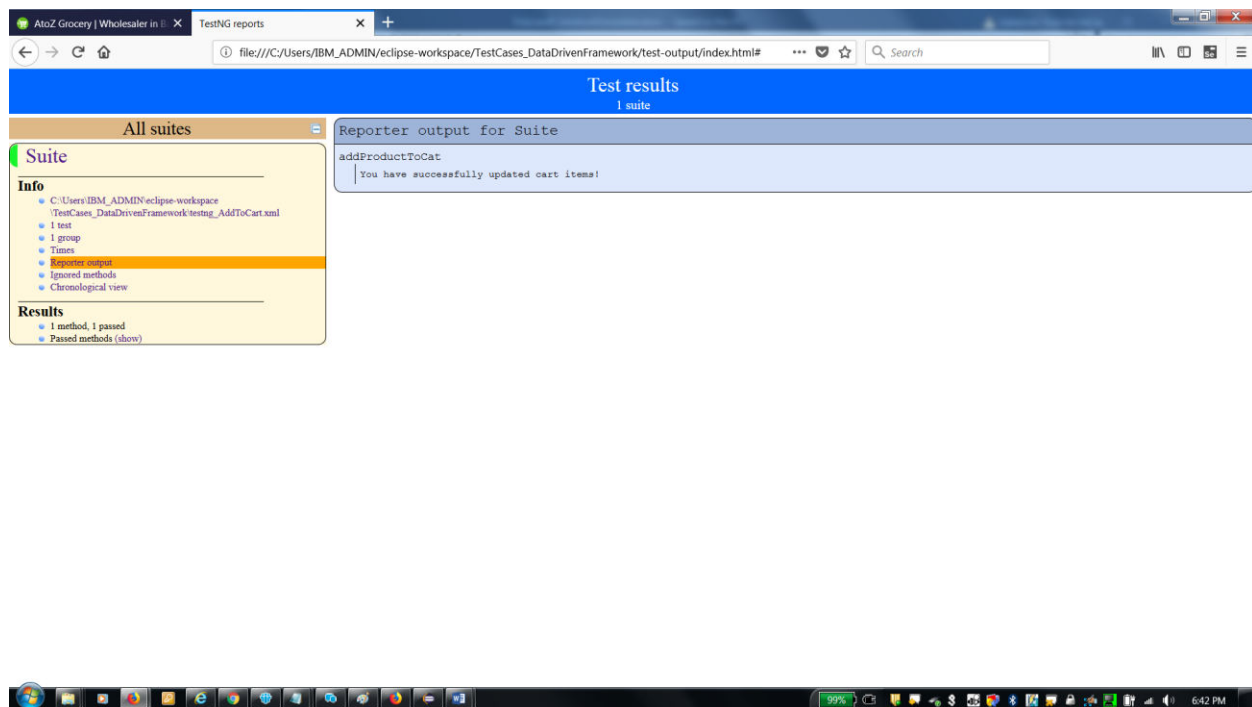 AtoZ Grocery | Wholesaler in B
TestNG reports
file:///C:/Users/IBM_ADMIN/eclipse-workspace/TestCases_DataDrivenFramework/test-output/index.html#
Search
Test results
1 suite
All suites
Suite
Info
C:\Users\IBM_ADMIN\eclipse-workspace
\TestCases_DataDrivenFramework\testng_AddToCart.xml
1 test
1 group
Times
Reporter output
Ignored methods
Chronological view
Results
1 method, 1 passed
Passed methods (show)
Reporter output for Suite
addProductToCat
You have successfully updated cart items!
99%
6:42 PM